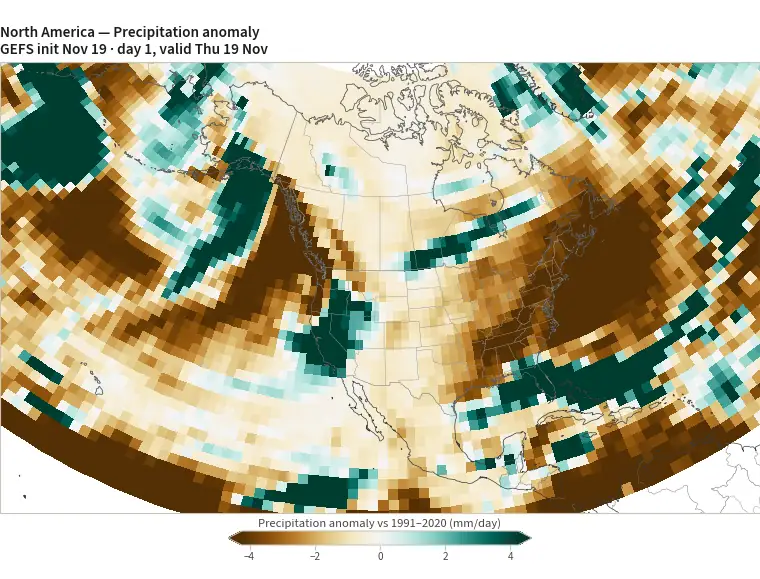 North America — Precipitation anomaly
GEFS init Nov 19 · day 1, valid Thu 19 Nov
Precipitation anomaly vs 1991–2020 (mm/day)
−4 −2 0 2 4